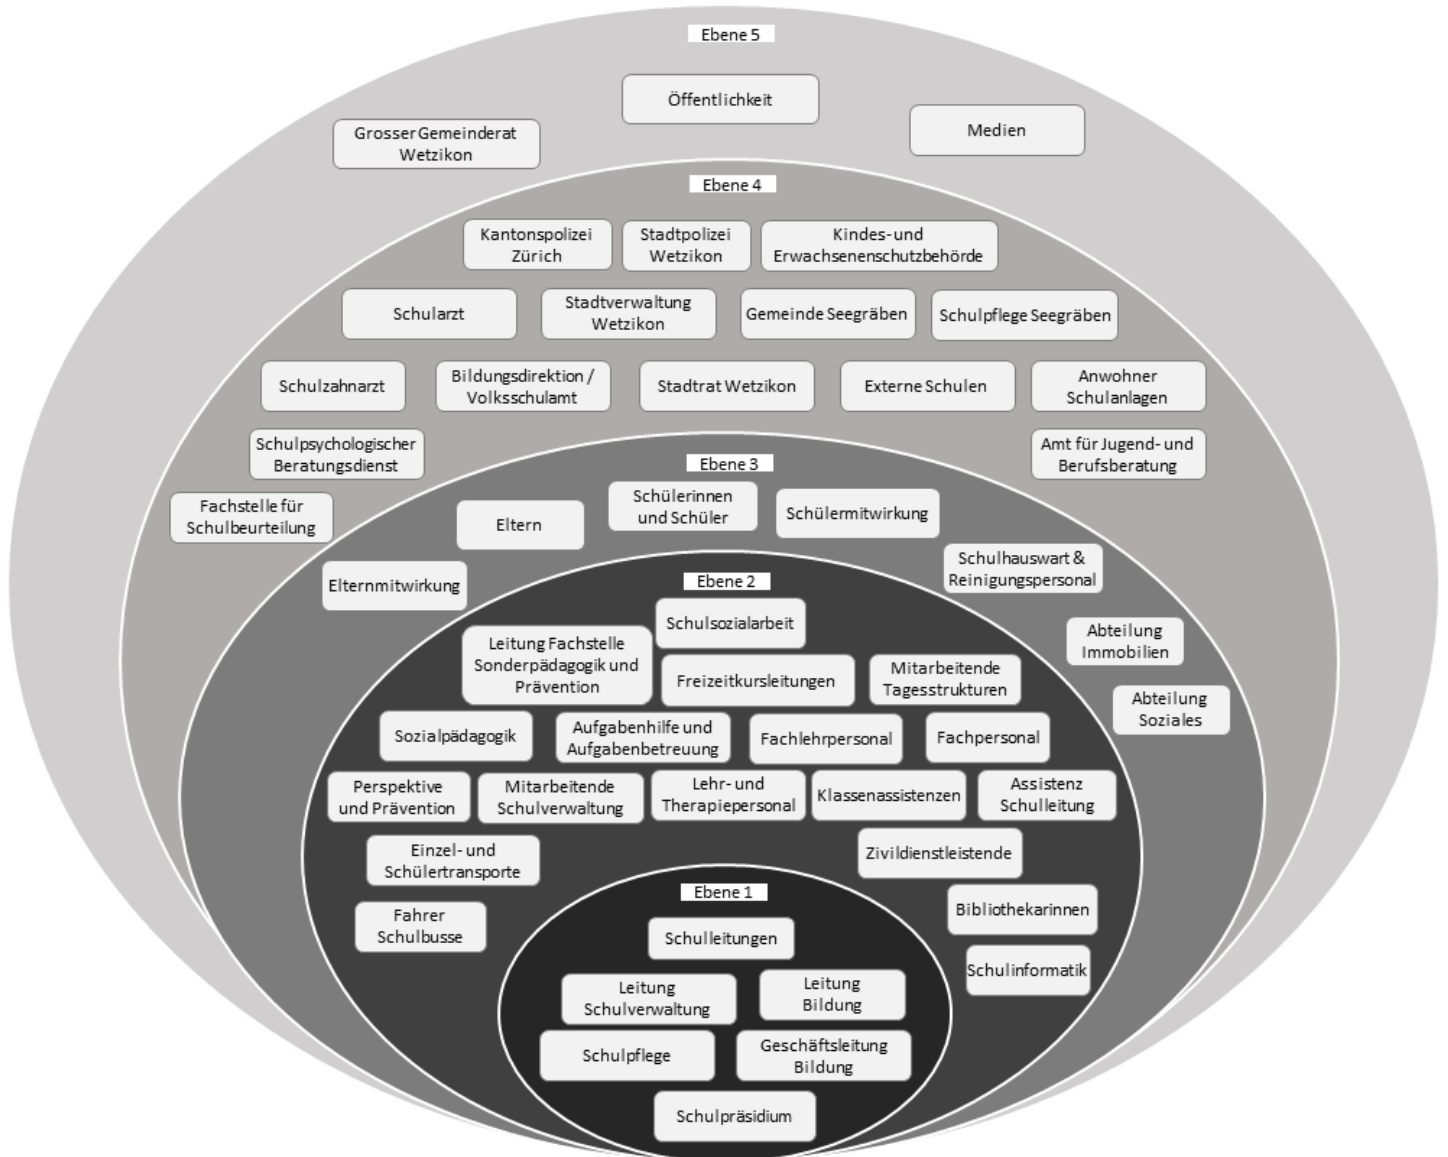 Ebene 5
Öffentlichkeit
Medien
Grosser Gemeinderat
Wetzikon
Ebene 4
Kantonspolizei
Zürich
Stadtpolizei
Wetzikon
Kindes- und
Erwachsenenschutzbehörde
Schularzt
Stadtverwaltung
Wetzikon
Gemeinde Seegräben
Schulpflege Seegräben
Schulzahnarzt
Bildungsdirektion /
Volksschulamt
Stadtrat Wetzikon
Externe Schulen
Anwohner
Schulanlagen
Schulpsychologischer
Beratungsdienst
Amt für Jugend- und
Berufsberatung
Fachstelle für
Schulbeurteilung
Ebene 3
Eltern
Schülerinnen
und Schüler
Schülermitwirkung
Elternmitwirkung
Schulhauswart &
Reinigungspersonal
Abteilung
Immobilien
Abteilung
Soziales
Ebene 2
Schulsozialarbeit
Leitung Fachstelle
Sonderpädagogik und
Prävention
Freizeitkursleitungen
Mitarbeitende
Tagesstrukturen
Sozialpädagogik
Aufgabenhilfe und
Aufgabenbetreuung
Fachlehrpersonal
Fachpersonal
Perspektive
und Prävention
Mitarbeitende
Schulverwaltung
Lehr- und
Therapiepersonal
Klassenassistenzen
Assistenz
Schulleitung
Einzel- und
Schülertransporte
Zivildienstleistende
Fahrer
Schulbusse
Bibliothekarinnen
Schulinformatik
Ebene 1
Schulleitungen
Leitung
Schulverwaltung
Leitung
Bildung
Schulpflege
Geschäftsleitung
Bildung
Schulpräsidium